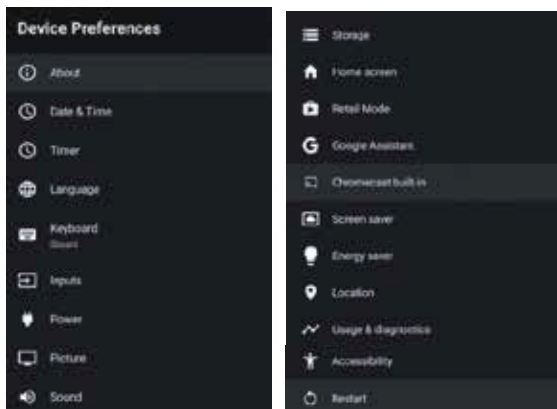 Device Preferences
About
Date & Time
Timer
Language
Keyboard
Gboard
Inputs
Power
Picture
Sound
Storage
Home screen
Retail Mode
Google Assistant
Chromecast built-in
Screen saver
Energy saver
Location
Usage & diagnostics
Accessibility
Restart